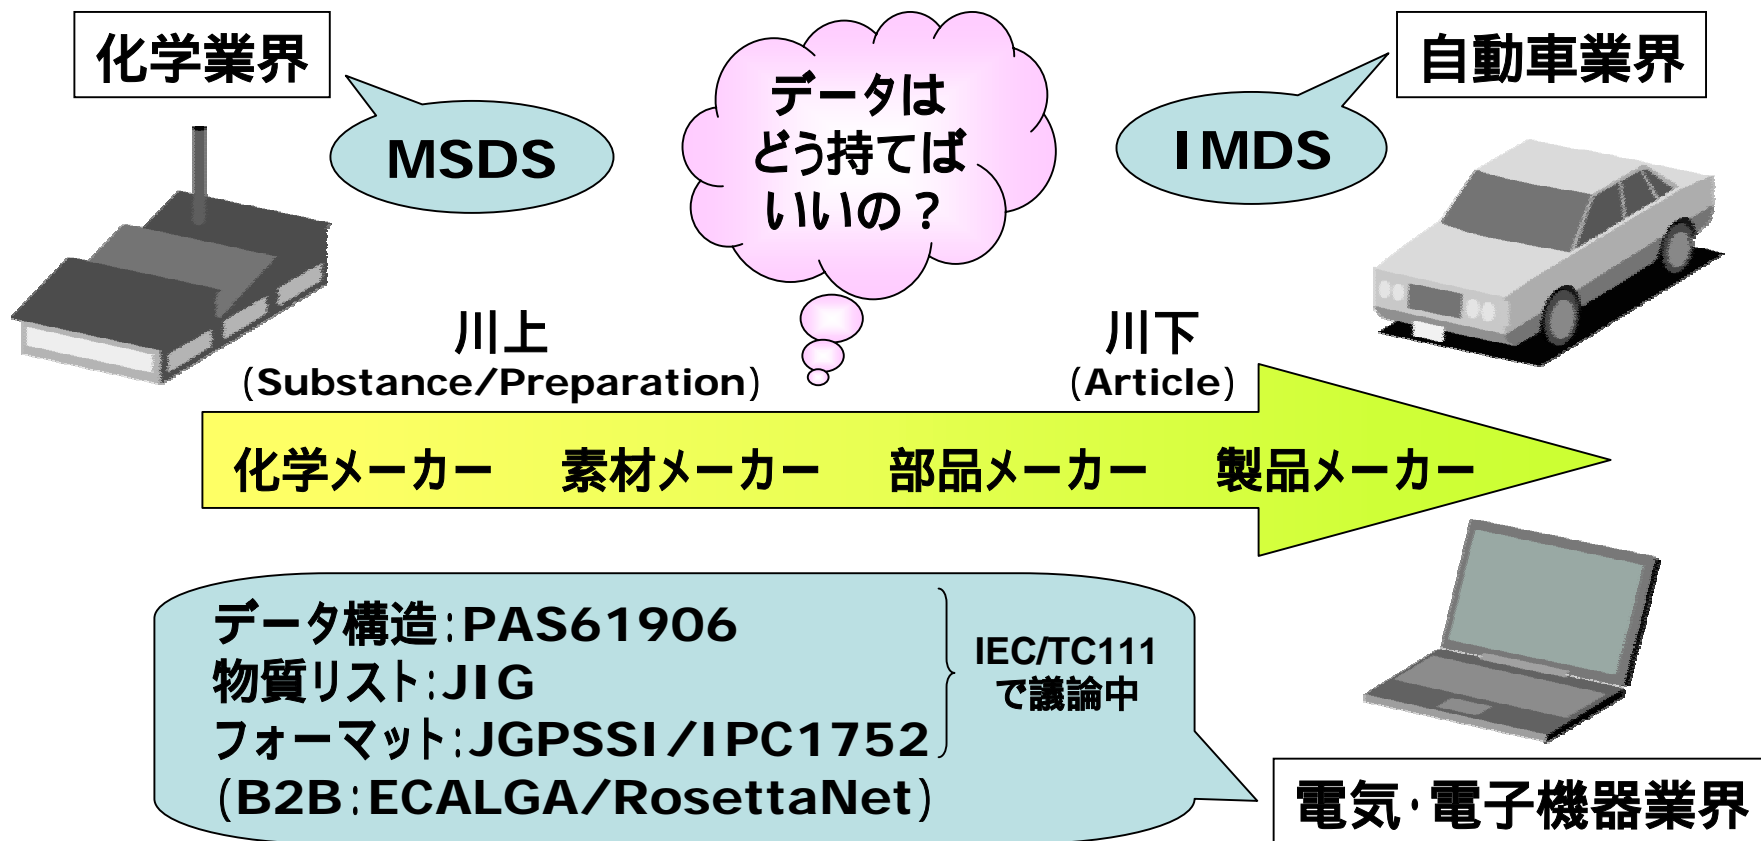 化学業界
自動車業界
MSDS
データは
どう持てば
いいの?
IMDS
川上
(Substance/Preparation)
川下
(Article)
化学メーカー 素材メーカー 部品メーカー 製品メーカー
データ構造:PAS61906
物質リスト:JIG
フォーマット:JGPSSI/IPC1752
(B2B:ECALGA/RosettaNet)
IEC/TC111
で議論中
電気・電子機器業界